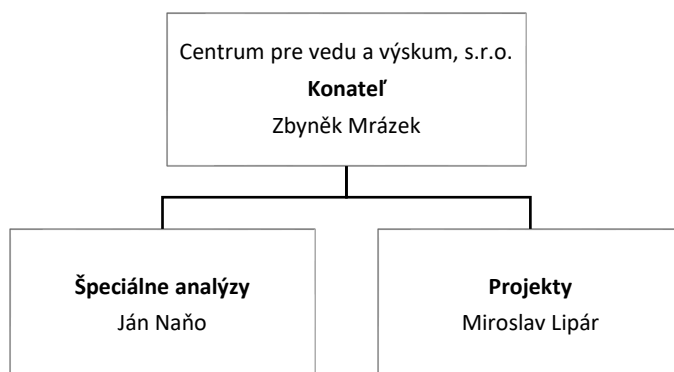 Centrum pre vedu a výskum, s.r.o.
Konateľ
Zbyněk Mrázek
Špeciálne analýzy
Ján Naňo
Projekty
Miroslav Lipár